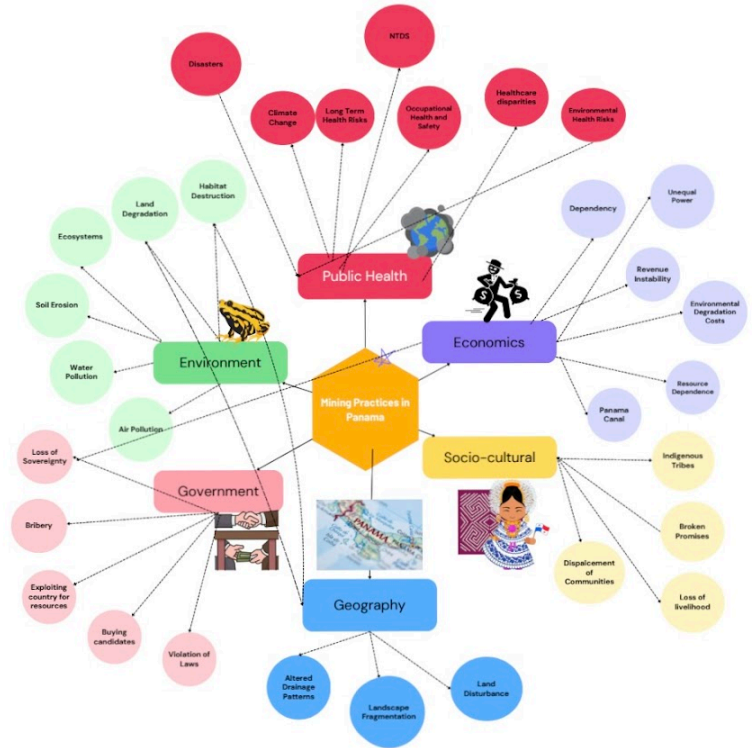 NTDS
Disasters
Climate
Change
Long Term
Health Risks
Occupational
Health and
Safety
Healthcare
disparities
Environmental
Health Risks
Habitat
Destruction
Land
Degradation
Ecosystems
Soil Erosion
Water
Pollution
Air Pollution
Public Health
Dependency
Unequal
Power
Revenue
Instability
Environmental
Degradation
Costs
Resource
Dependence
Panama
Canal
Economics
Environment
Mining Practices in
Panama
Socio-cultural
Indigenous
Tribes
Broken
Promises
Loss of
livelihood
Dispalcement of
Communities
Government
Loss of
Sovereignty
Bribery
Exploiting
country for
resources
Buying
candidates
Violation of
Laws
PANAMA
Geography
Altered
Drainage
Patterns
Landscape
Fragmentation
Land
Disturbance
$
$